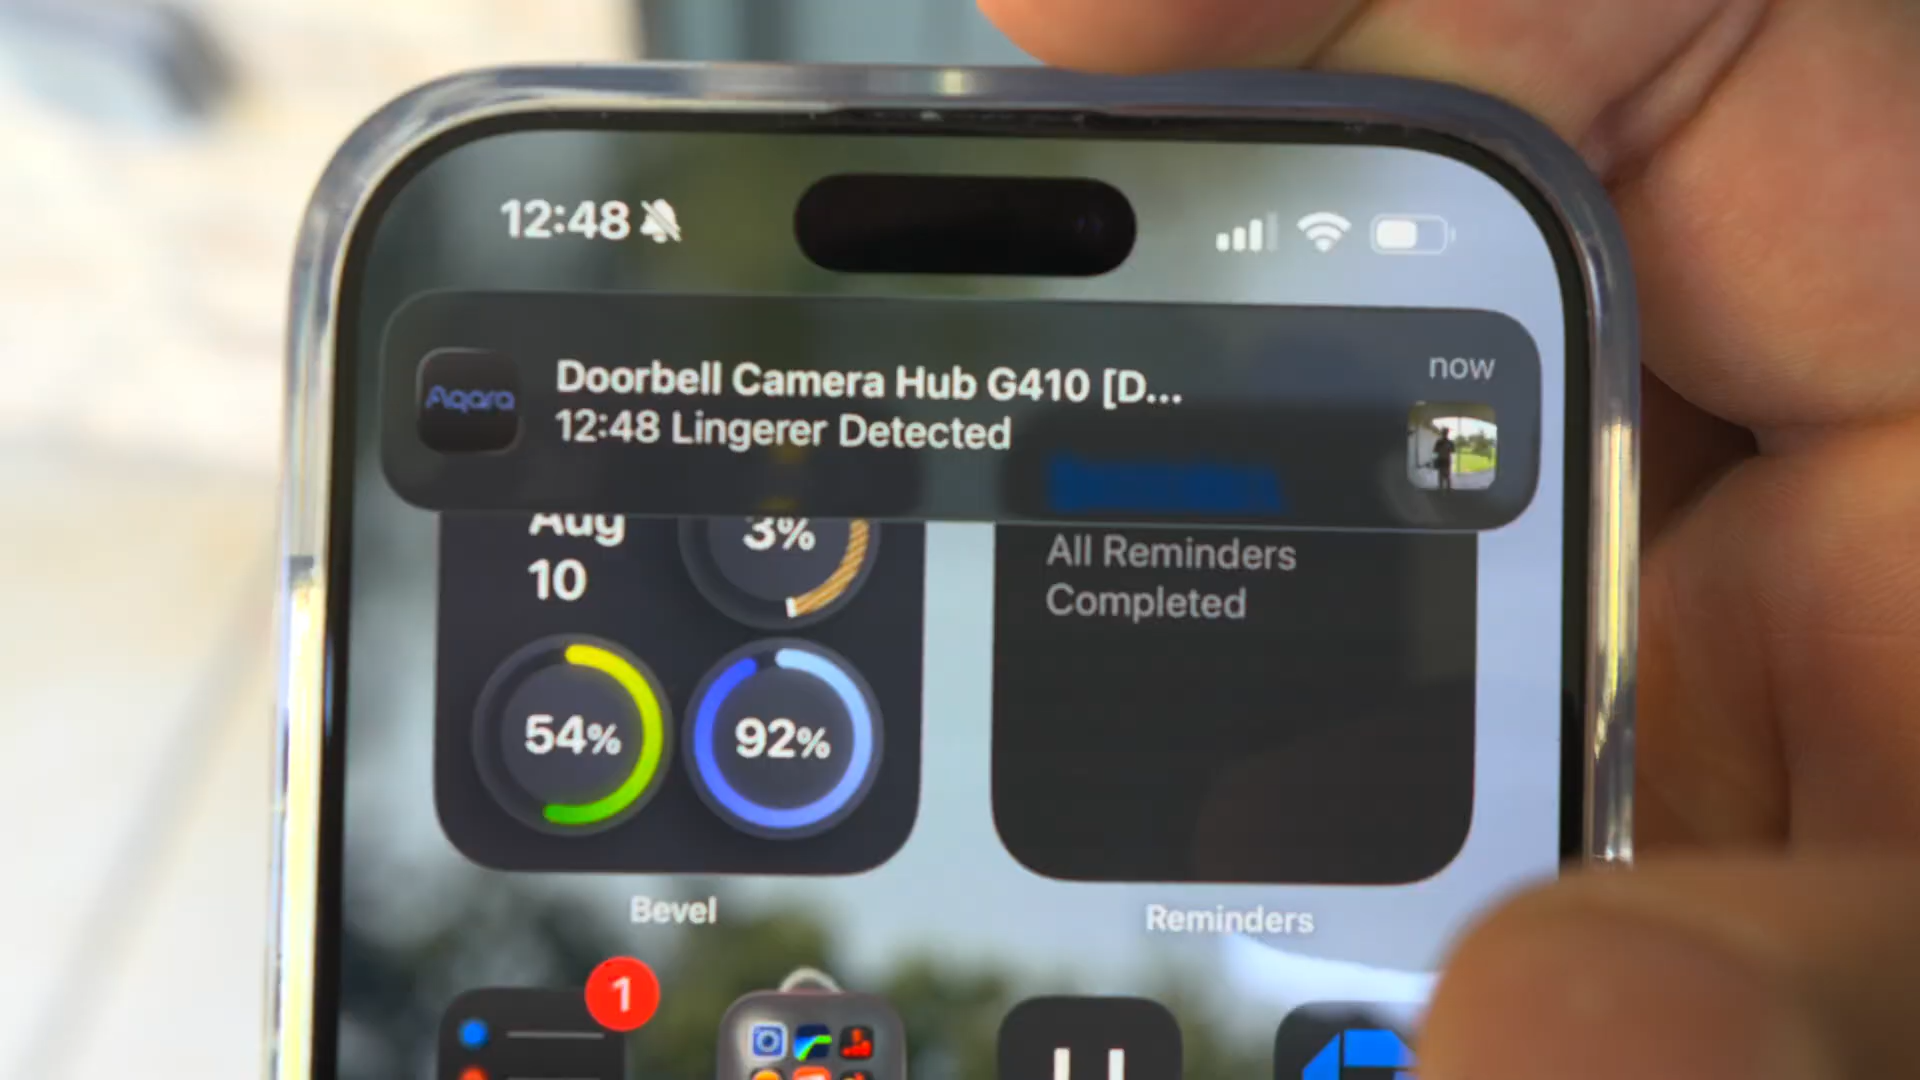 12:48
Aqara
Doorbell Camera Hub G410 [D...
now
12:48 Lingerer Detected
Aug
10
3%
54%
92%
All Reminders
Completed
Bevel
Reminders
1